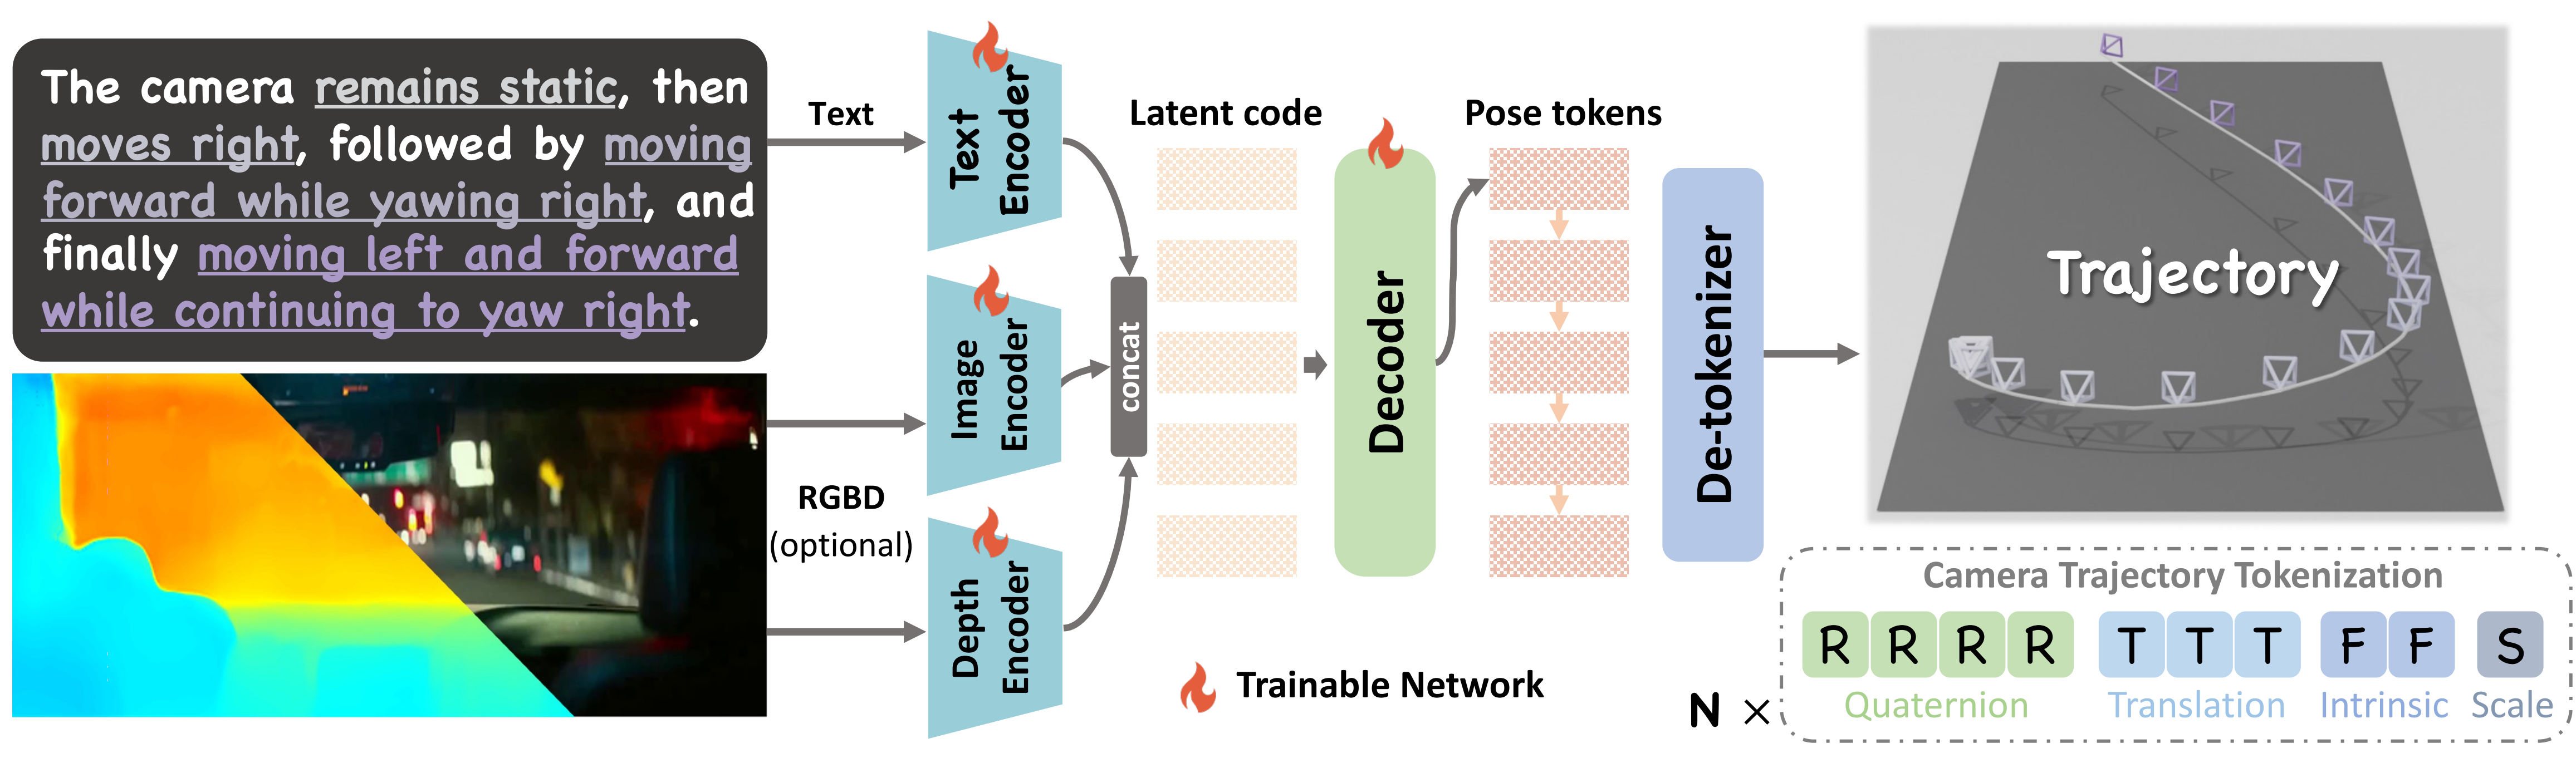 The camera remains static, then
moves right, followed by moving
forward while yawing right, and
finally moving left and forward
while continuing to yaw right.
Text
RGBD
(optional)
Text
Encoder
Image
Encoder
Depth
Encoder
concat
Latent code
Decoder
Pose tokens
De-tokenizer
Trajectory
Trainable Network
N ×
Camera Trajectory Tokenization
R R R R T T T F F S
Quaternion Translation Intrinsic Scale